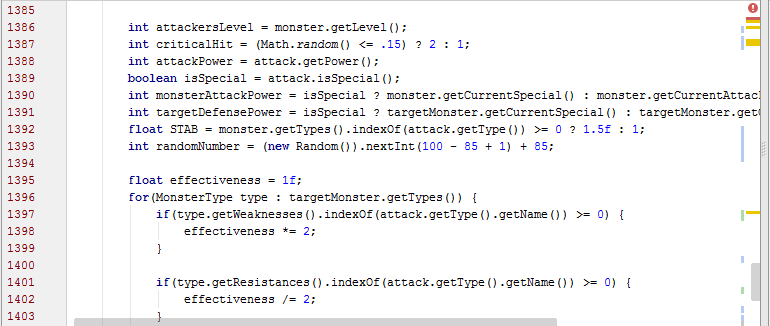 1385
1386 int attackersLevel = monster.getLevel();
1387 int criticalHit = (Math.random() <= .15) ? 2 : 1;
1388 int attackPower = attack.getPower();
1389 boolean isSpecial = attack.isSpecial();
1390 int monsterAttackPower = isSpecial ? monster.getCurrentSpecial() : monster.getCurrentAttac
1391 int targetDefensePower = isSpecial ? targetMonster.getCurrentSpecial() : targetMonster.get
1392 float STAB = monster.getTypes().indexOf(attack.getType()) >= 0 ? 1.5f : 1;
1393 int randomNumber = (new Random()).nextInt(100 - 85 + 1) + 85;
1394
1395 float effectiveness = 1f;
1396 for(MonsterType type : targetMonster.getTypes()) {
1397 if(type.getWeaknesses().indexOf(attack.getType().getName()) >= 0) {
1398 effectiveness *= 2;
1399 }
1400
1401 if(type.getResistances().indexOf(attack.getType().getName()) >= 0) {
1402 effectiveness /= 2;
1403 }